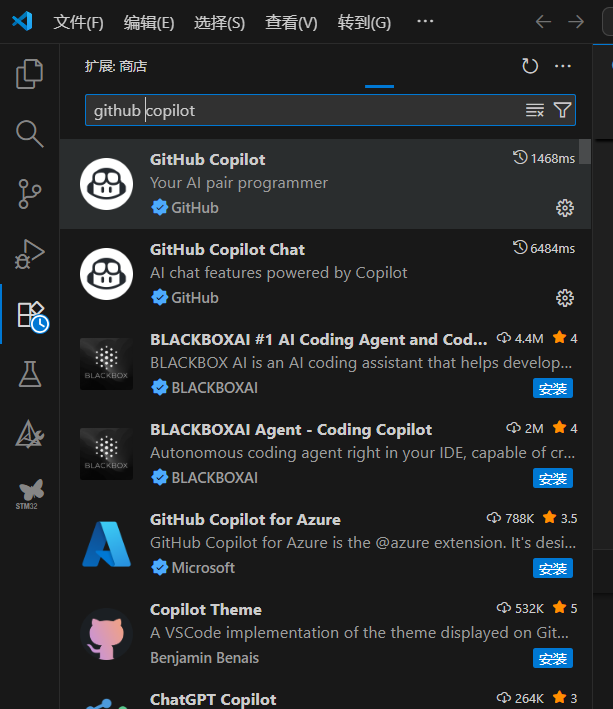 文件(F) 编辑(E) 选择(S) 查看(V) 转到(G) ···
扩展: 商店
github copilot
GitHub Copilot 1468ms
Your AI pair programmer
GitHub
GitHub Copilot Chat 6484ms
AI chat features powered by Copilot
GitHub
BLACKBOXAI #1 AI Coding Agent and Cod... 4.4M 4
BLACKBOX AI is an AI coding assistant that helps develop...
BLACKBOX
BLACKBOXAI 安装
BLACKBOXAI Agent - Coding Copilot 2M 4
Autonomous coding agent right in your IDE, capable of cr...
BLACKBOX
BLACKBOXAI 安装
STM32
GitHub Copilot for Azure 788K 3.5
GitHub Copilot for Azure is the @azure extension. It's desi...
Microsoft 安装
Copilot Theme 532K 5
A VSCode implementation of the theme displayed on Git...
Benjamin Benais 安装
ChatGPT Copilot 264K 3